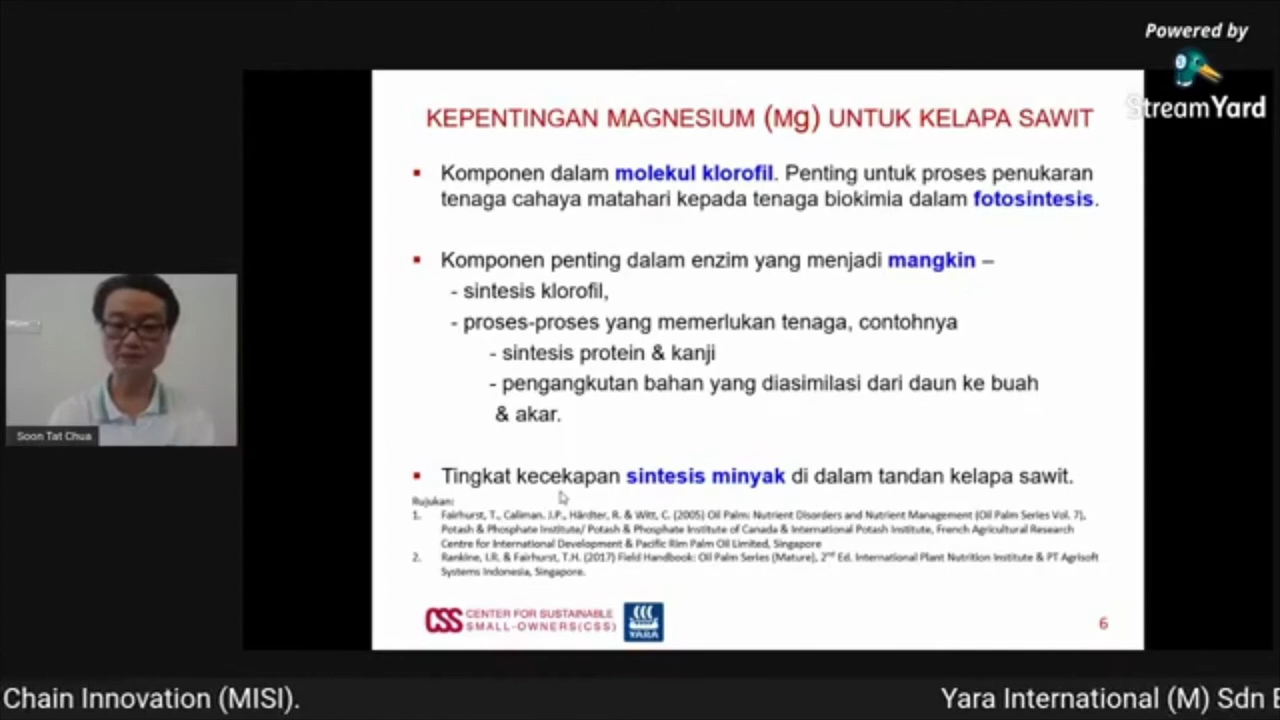 Powered by
StreamYard
KEPENTINGAN MAGNESIUM (Mg) UNTUK KELAPA SAWIT
▪ Komponen dalam molekul klorofil. Penting untuk proses penukaran
tenaga cahaya matahari kepada tenaga biokimia dalam fotosintesis.
▪ Komponen penting dalam enzim yang menjadi mangkin –
- sintesis klorofil,
- proses-proses yang memerlukan tenaga, contohnya
- sintesis protein & kanji
- pengangkutan bahan yang diasimilasi dari daun ke buah
& akar.
▪ Tingkat kecekapan sintesis minyak di dalam tandan kelapa sawit.
Rujukan:
1. Fairhurst, T., Caliman. J.P., Härdter, R. & Witt, C. (2005) Oil Palm: Nutrient Disorders and Nutrient Management (Oil Palm Series Vol. 7),
Potash & Phosphate Institute/ Potash & Phosphate Institute of Canada & International Potash Institute, French Agricultural Research
Centre for International Development & Pacific Rim Palm Oil Limited, Singapore
2. Rankine, I.R. & Fairhurst, T.H. (2017) Field Handbook: Oil Palm Series (Mature), 2nd Ed. International Plant Nutrition Institute & PT Agrisoft
Systems Indonesia, Singapore.
CSS CENTER FOR SUSTAINABLE
SMALL-OWNERS(CSS)
YARA
6
Soon Tat Chua
Chain Innovation (MISI).
Yara International (M) Sdn